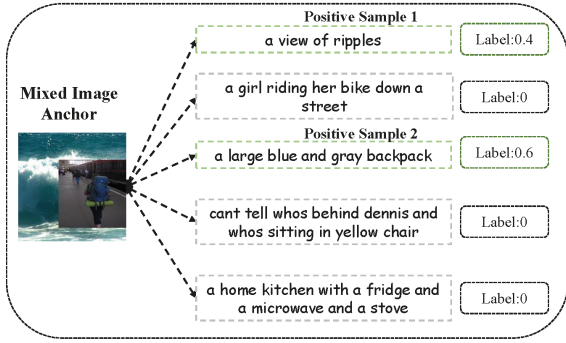 Positive Sample 1
a view of ripples
Label:0.4
Mixed Image
Anchor
a girl riding her bike down a
street
Label:0
Positive Sample 2
a large blue and gray backpack
Label:0.6
cant tell whos behind dennis and
whos sitting in yellow chair
Label:0
a home kitchen with a fridge and
a microwave and a stove
Label:0